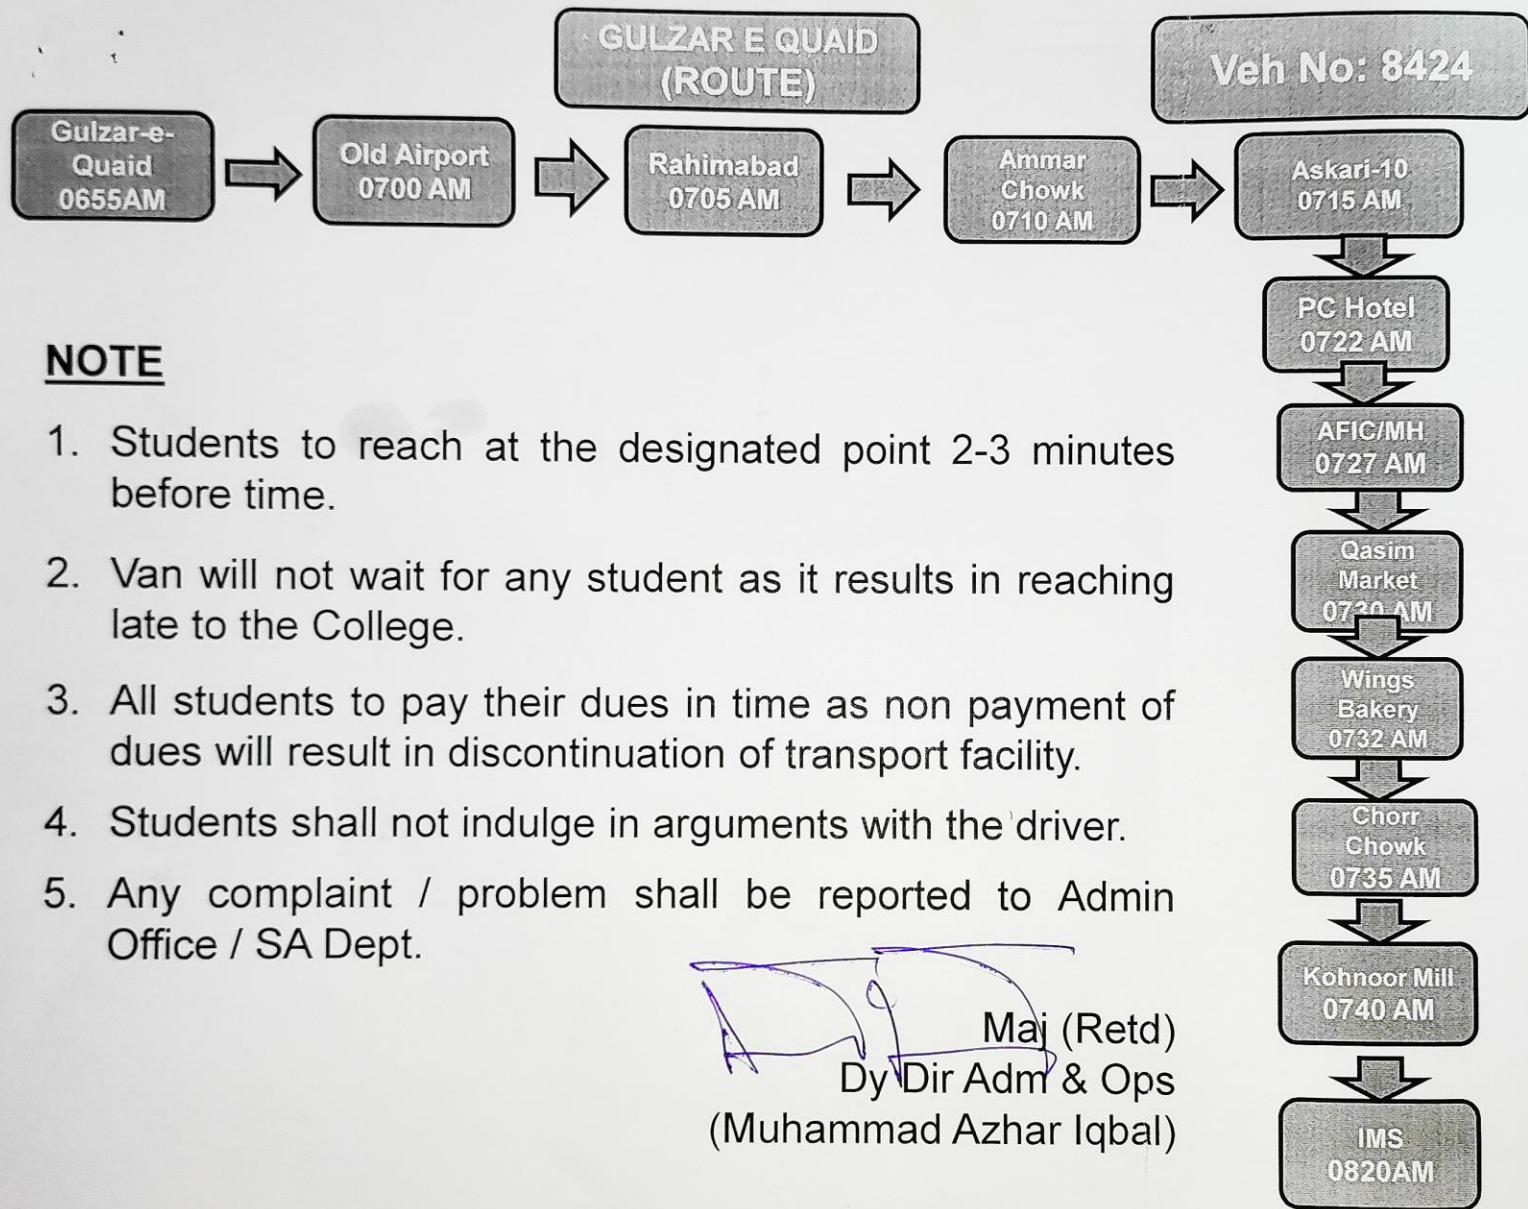 GULZAR E QUAID
(ROUTE)
Veh No: 8424
Gulzar-e-
Quaid
0655AM
Old Airport
0700 AM
Rahimabad
0705 AM
Ammar
Chowk
0710 AM
Askari-10
0715 AM
PC Hotel
0722 AM
AFIC/MH
0727 AM
Qasim
Market
0730 AM
Wings
Bakery
0732 AM
Chorr
Chowk
0735 AM
Kohnoor Mill
0740 AM
IMS
0820AM
NOTE
1. Students to reach at the designated point 2-3 minutes
before time.
2. Van will not wait for any student as it results in reaching
late to the College.
3. All students to pay their dues in time as non payment of
dues will result in discontinuation of transport facility.
4. Students shall not indulge in arguments with the driver.
5. Any complaint / problem shall be reported to Admin
Office / SA Dept.
Maj (Retd)
Dy Dir Adm & Ops
(Muhammad Azhar Iqbal)